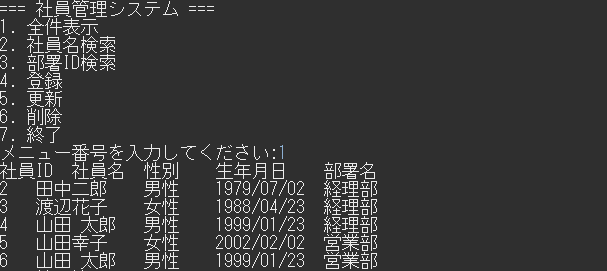 === 社員管理システム ===
1. 全件表示
2. 社員名検索
3. 部署ID検索
4. 登録
5. 更新
6. 削除
7. 終了
メニュー番号を入力してください:1
社員ID 社員名 性別 生年月日 部署名
2 田中二郎 男性 1979/07/02 経理部
3 渡辺花子 女性 1988/04/23 経理部
4 山田 太郎 男性 1999/01/23 経理部
5 山田幸子 女性 2002/02/02 営業部
6 山田 太郎 男性 1999/01/23 営業部